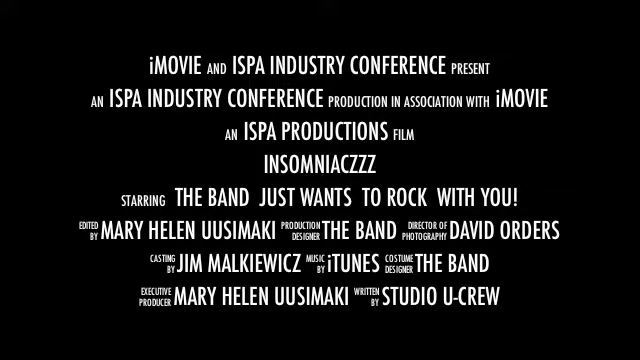 iMOVIE AND ISPA INDUSTRY CONFERENCE PRESENT
AN ISPA INDUSTRY CONFERENCE PRODUCTION IN ASSOCIATION WITH iMOVIE
AN ISPA PRODUCTIONS FILM
INSOMNIACZZZ
STARRING THE BAND JUST WANTS TO ROCK WITH YOU!
EDITED BY MARY HELEN UUSIMAKI PRODUCTION DESIGNER THE BAND DIRECTOR OF PHOTOGRAPHY DAVID ORDERS
CASTING BY JIM MALKIEWICZ MUSIC BY iTUNES COSTUME DESIGNER THE BAND
EXECUTIVE PRODUCER MARY HELEN UUSIMAKI WRITTEN BY STUDIO U-CREW